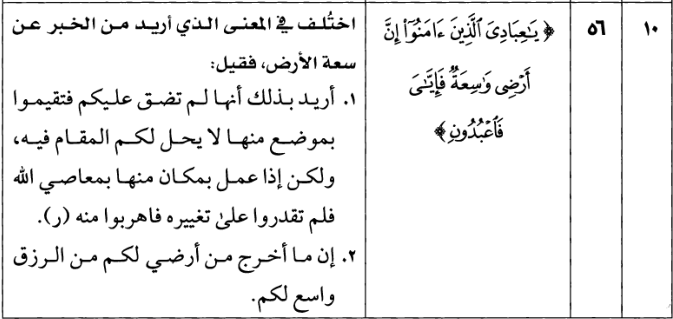 ١٠
٥٦
﴿ يَٰعِبَادِىَ ٱلَّذِينَ ءَامَنُوٓا۟ إِنَّ
أَرْضِى وَٰسِعَةٌ فَإِيَّٰىَ
فَٱعْبُدُونِ ﴾
اختُلف في المعنى الذي أريد من الخبر عن
سعة الأرض، فقيل:
١. أريد بذلك أنها لم تضق عليكم فتقيموا
بموضع منها لا يحل لكم المقام فيه،
ولكن إذا عمل بمكان منها بمعاصي الله
فلم تقدروا علىٰ تغييره فاهربوا منه (ر).
٢. إن ما أخرج من أرضي لكم من الرزق
واسع لكم.